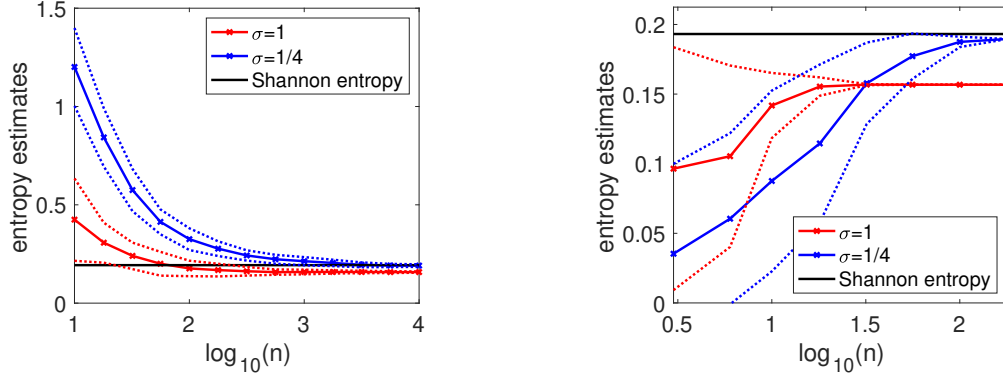 1.5
1
0.5
0
1
2
3
4
entropy estimates
log10(n)
σ=1
σ=1/4
Shannon entropy
0.2
0.15
0.1
0.05
0
0.5
1
1.5
2
entropy estimates
log10(n)
σ=1
σ=1/4
Shannon entropy